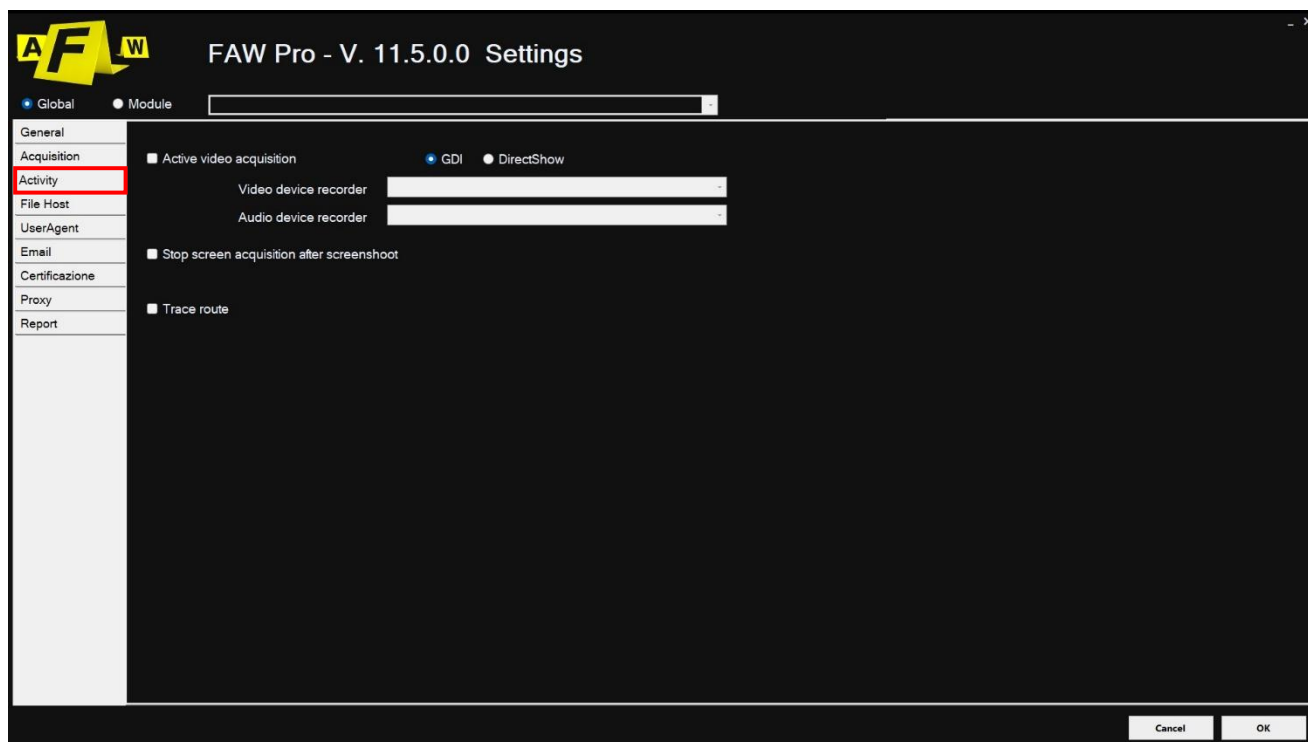 A F W
FAW Pro - V. 11.5.0.0 Settings
Global Module
General
Acquisition
Activity
File Host
UserAgent
Email
Certificazione
Proxy
Report
Active video acquisition GDI DirectShow
Video device recorder
Audio device recorder
Stop screen acquisition after screenshoot
Trace route
Cancel OK